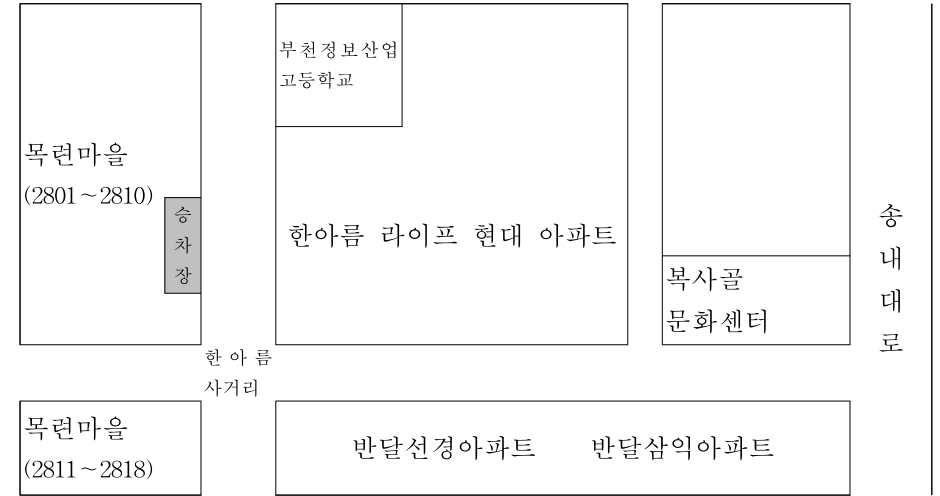 부천정보산업
고등학교
목련마을
(2801～2810)
승
차
장
한아름 라이프 현대 아파트
복사골
문화센터
송
내
대
로
한 아 름
사거리
목련마을
(2811～2818)
반달선경아파트 반달삼익아파트